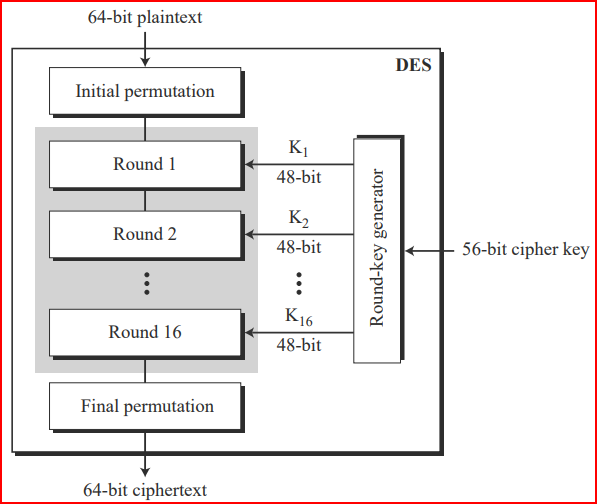 64-bit plaintext
DES
Initial permutation
Round 1
K1
48-bit
Round 2
K2
48-bit
Round 16
K16
48-bit
Round-key generator
56-bit cipher key
Final permutation
64-bit ciphertext